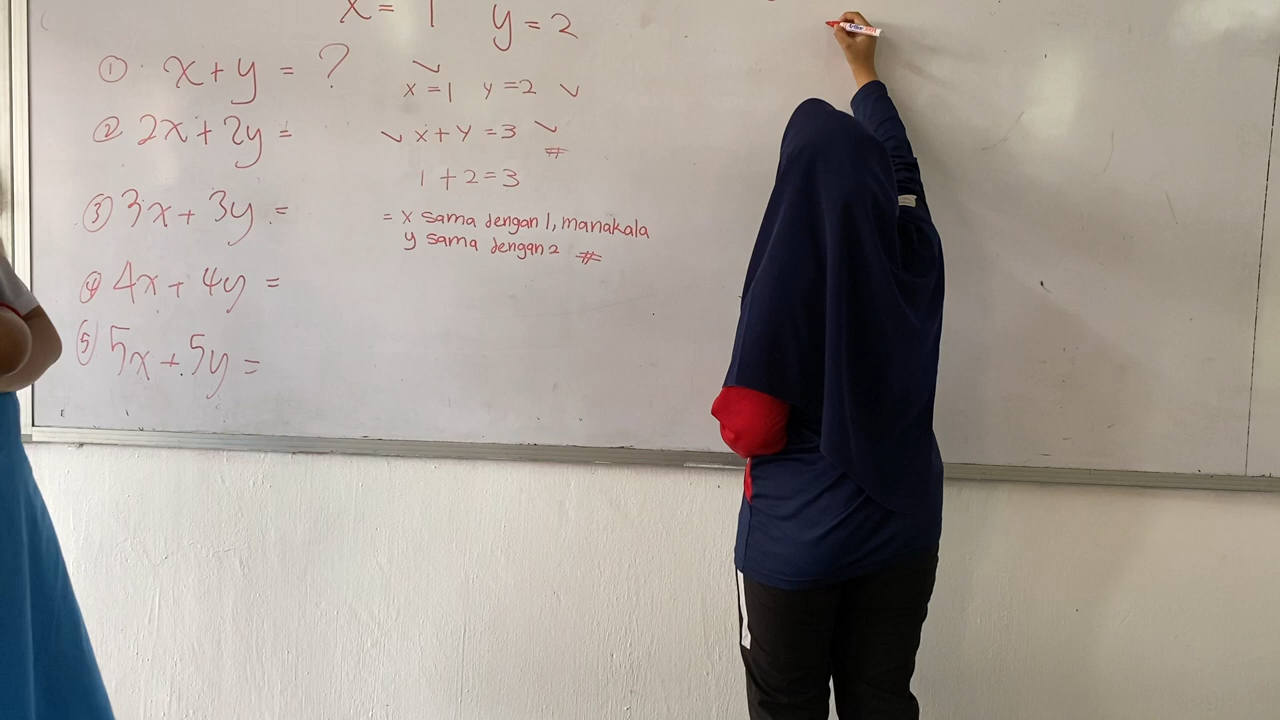 x = 1 y = 2
① x + y = ?
② 2x + 2y =
③ 3x + 3y =
④ 4x + 4y =
⑤ 5x + 5y =
x = 1 y = 2
x + y = 3 #
1 + 2 = 3
= x sama dengan 1, manakala
y sama dengan 2 #